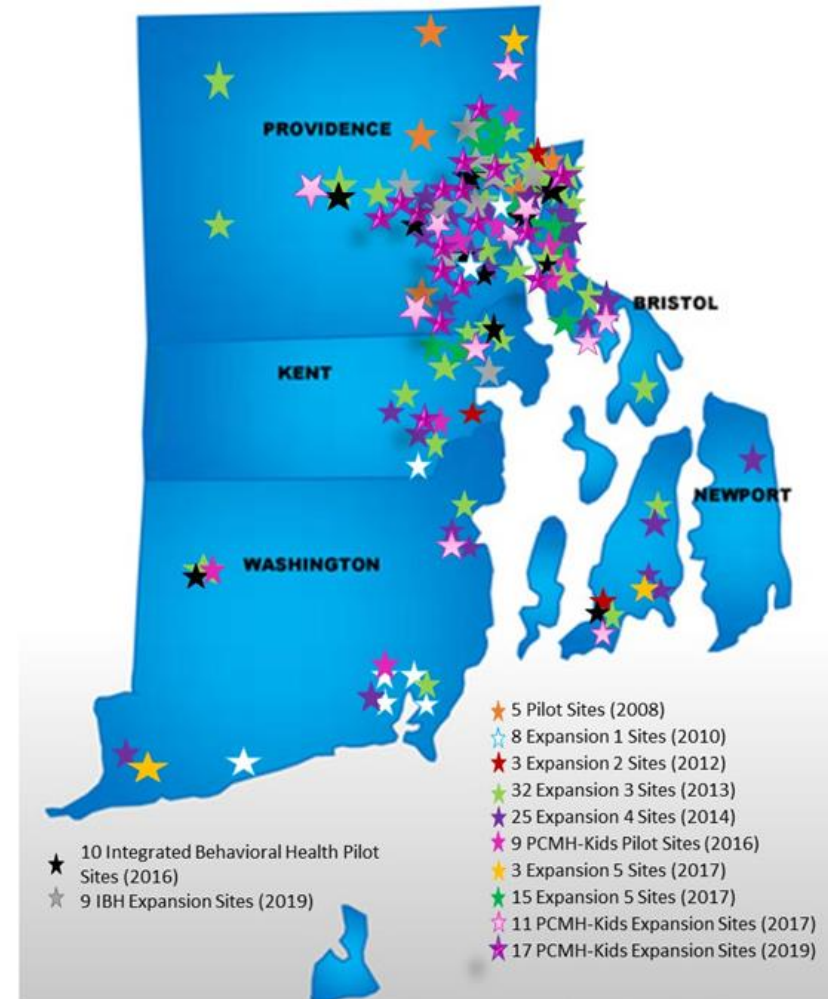 PROVIDENCE
BRISTOL
KENT
NEWPORT
WASHINGTON
5 Pilot Sites (2008)
8 Expansion 1 Sites (2010)
3 Expansion 2 Sites (2012)
32 Expansion 3 Sites (2013)
25 Expansion 4 Sites (2014)
9 PCMH-Kids Pilot Sites (2016)
3 Expansion 5 Sites (2017)
15 Expansion 5 Sites (2017)
11 PCMH-Kids Expansion Sites (2017)
17 PCMH-Kids Expansion Sites (2019)
10 Integrated Behavioral Health Pilot
Sites (2016)
9 IBH Expansion Sites (2019)